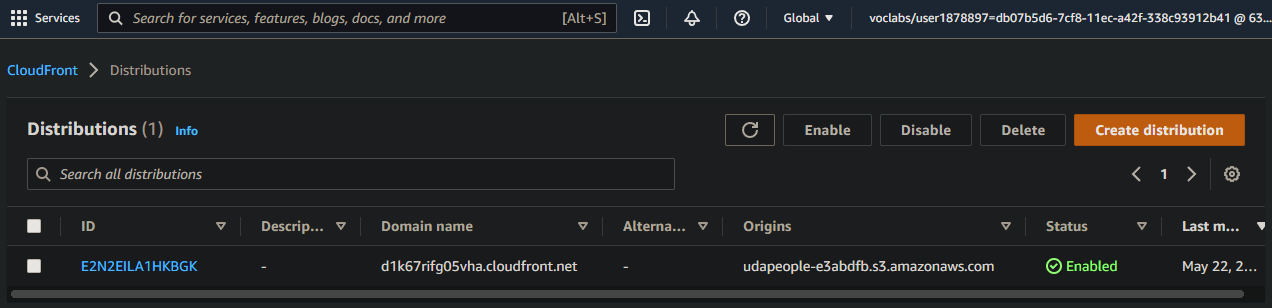 Services Search for services, features, blogs, docs, and more [Alt+S] Global voclabs/user1878897=db07b5d6-7cf8-11ec-a42f-338c93912b41 @ 63...
CloudFront Distributions
Distributions (1) Info Enable Disable Delete Create distribution
Search all distributions 1
ID Descrip... Domain name Alterna... Origins Status Last m...
E2N2EILA1HKBGK - d1k67rifg05vha.cloudfront.net - udapeople-e3abdfb.s3.amazonaws.com Enabled May 22, 2...